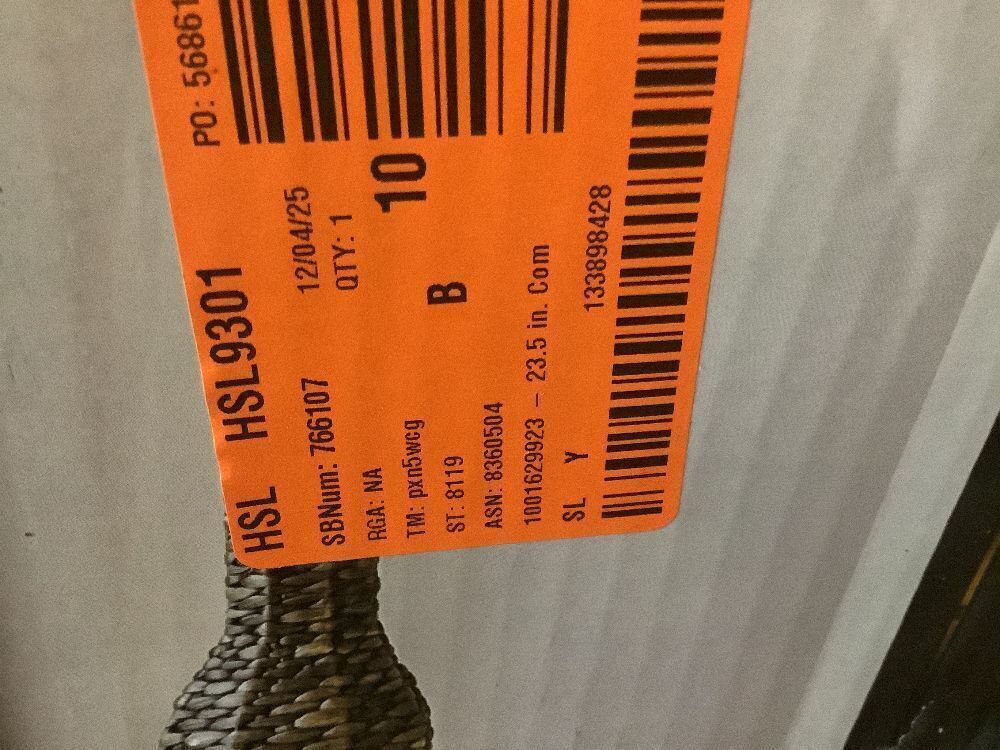 HSL HSL9301 PO: 56861
SBNum: 766107 12/04/25
RGA: NA QTY: 1
TM: pxn5wcg 10
ST: 8119 B
ASN: 8360504
1001629923 - 23.5 in. Com
SL Y 133898428